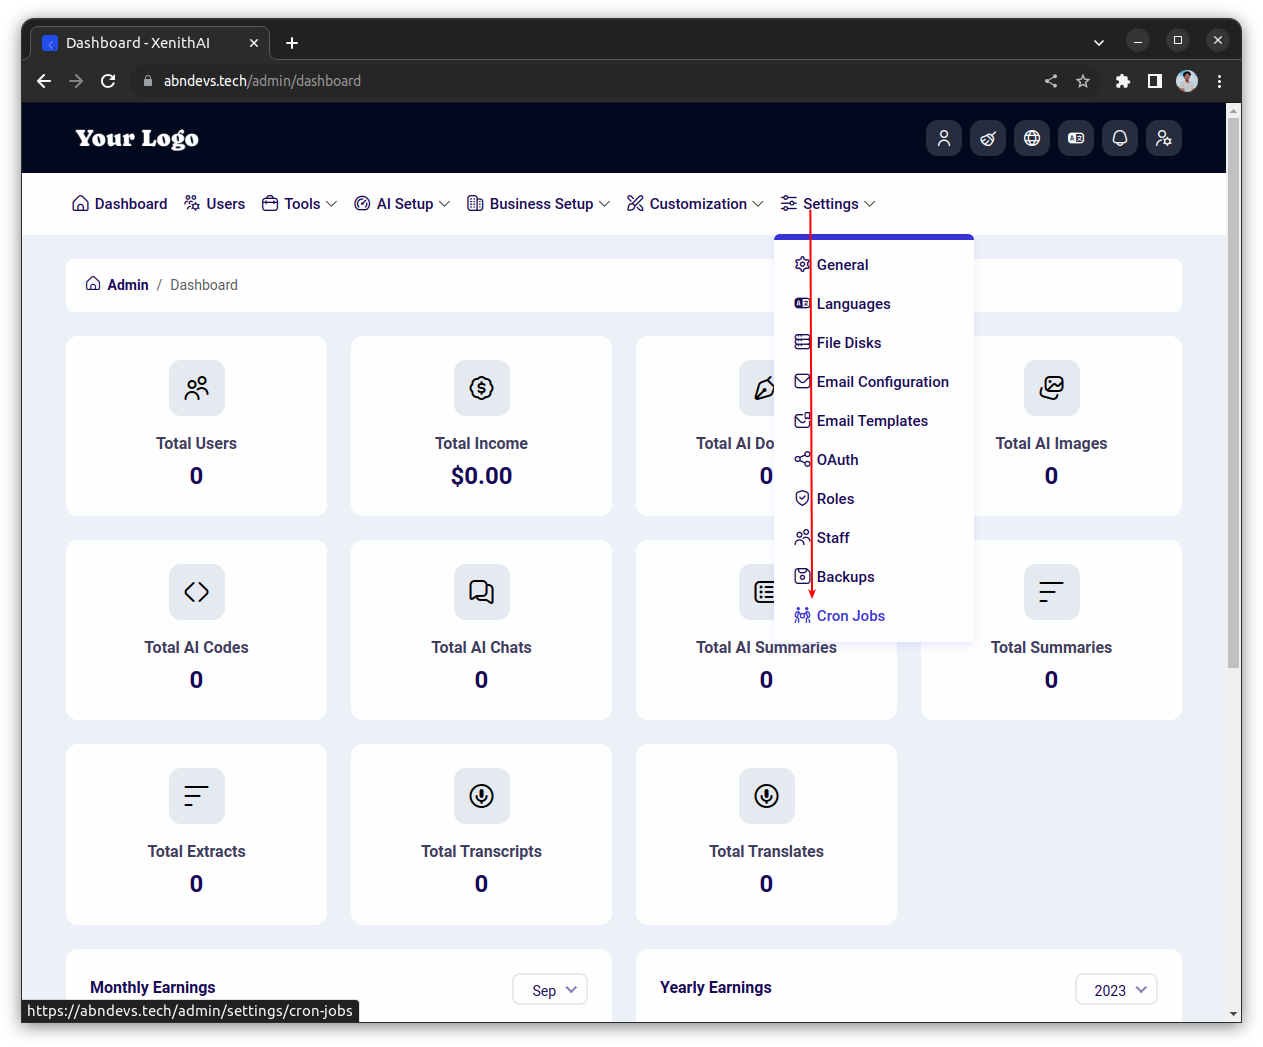 Dashboard - XenithAI
abndevs.tech/admin/dashboard
Your Logo
Dashboard Users Tools AI Setup Business Setup Customization Settings
Admin / Dashboard
General
Languages
File Disks
Email Configuration
Email Templates
OAuth
Roles
Staff
Backups
Cron Jobs
Total Users
0
Total Income
$0.00
Total AI Do
0
Total AI Images
0
Total AI Codes
0
Total AI Chats
0
Total AI Summaries
0
Total Summaries
0
Total Extracts
0
Total Transcripts
0
Total Translates
0
Monthly Earnings Sep
Yearly Earnings 2023
https://abndevs.tech/admin/settings/cron-jobs